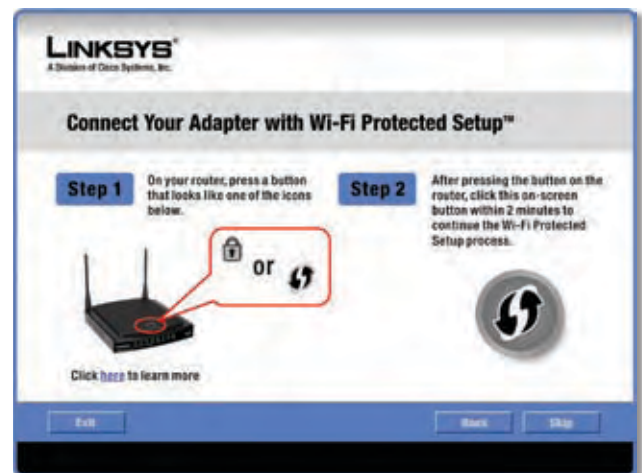 LINKSYS®
A Division of Cisco Systems, Inc.
Connect Your Adapter with Wi-Fi Protected Setup™
Step 1
On your router, press a button
that looks like one of the icons
below.
or
Click here to learn more
Step 2
After pressing the button on the
router, click this on-screen
button within 2 minutes to
continue the Wi-Fi Protected
Setup process.
Exit
Back
Skip